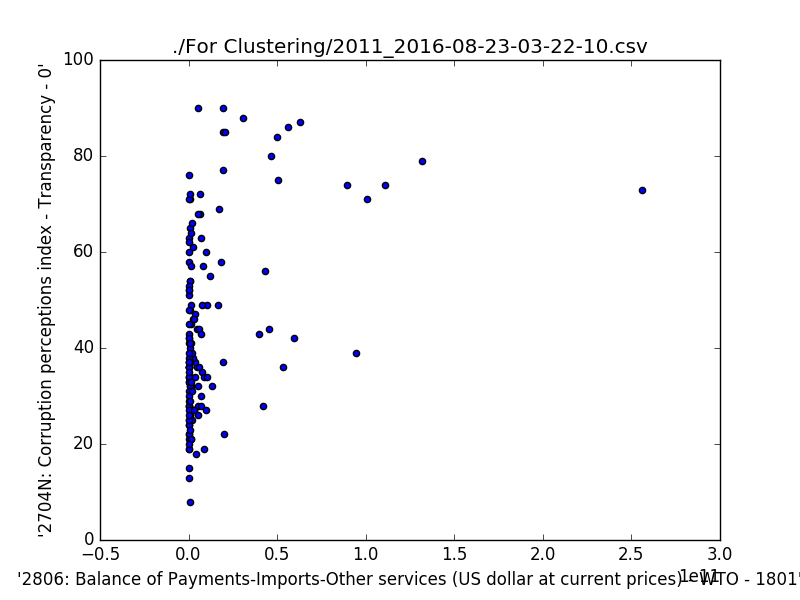 ./For Clustering/2011_2016-08-23-03-22-10.csv
'2704N: Corruption perceptions index - Transparency - 0'
100
80
60
40
20
0
−0.5 0.0 0.5 1.0 1.5 2.0 2.5 3.0
1e11
'2806: Balance of Payments-Imports-Other services (US dollar at current prices) - WTO - 1801'